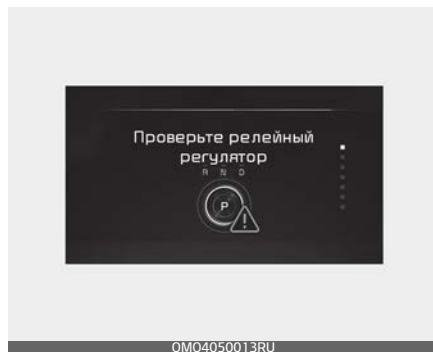 Проверьте релейный
регулятор
R N D
P
OMO4050013RU